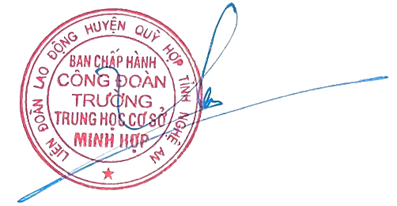 LIÊN ĐOÀN LAO ĐỘNG HUYỆN QUỲ HỢP TỈNH NGHỆ AN
BAN CHẤP HÀNH
CÔNG ĐOÀN
TRƯỜNG
TRUNG HỌC CƠ SỞ
MINH HỢP